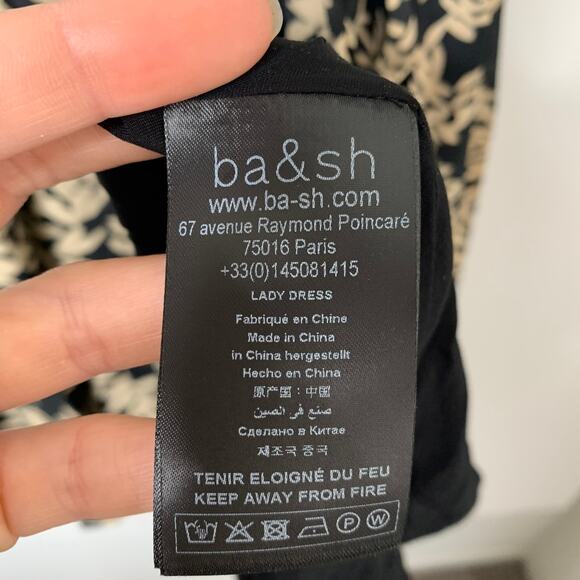 ba&sh
www.ba-sh.com
67 avenue Raymond Poincaré
75016 Paris
+33(0)145081415
LADY DRESS
Fabriqué en Chine
Made in China
in China hergestellt
Hecho en China
原产国：中国
صنع في الصين
Сделано в Китае
제조국 중국
TENIR ELOIGNÉ DU FEU
KEEP AWAY FROM FIRE
P W